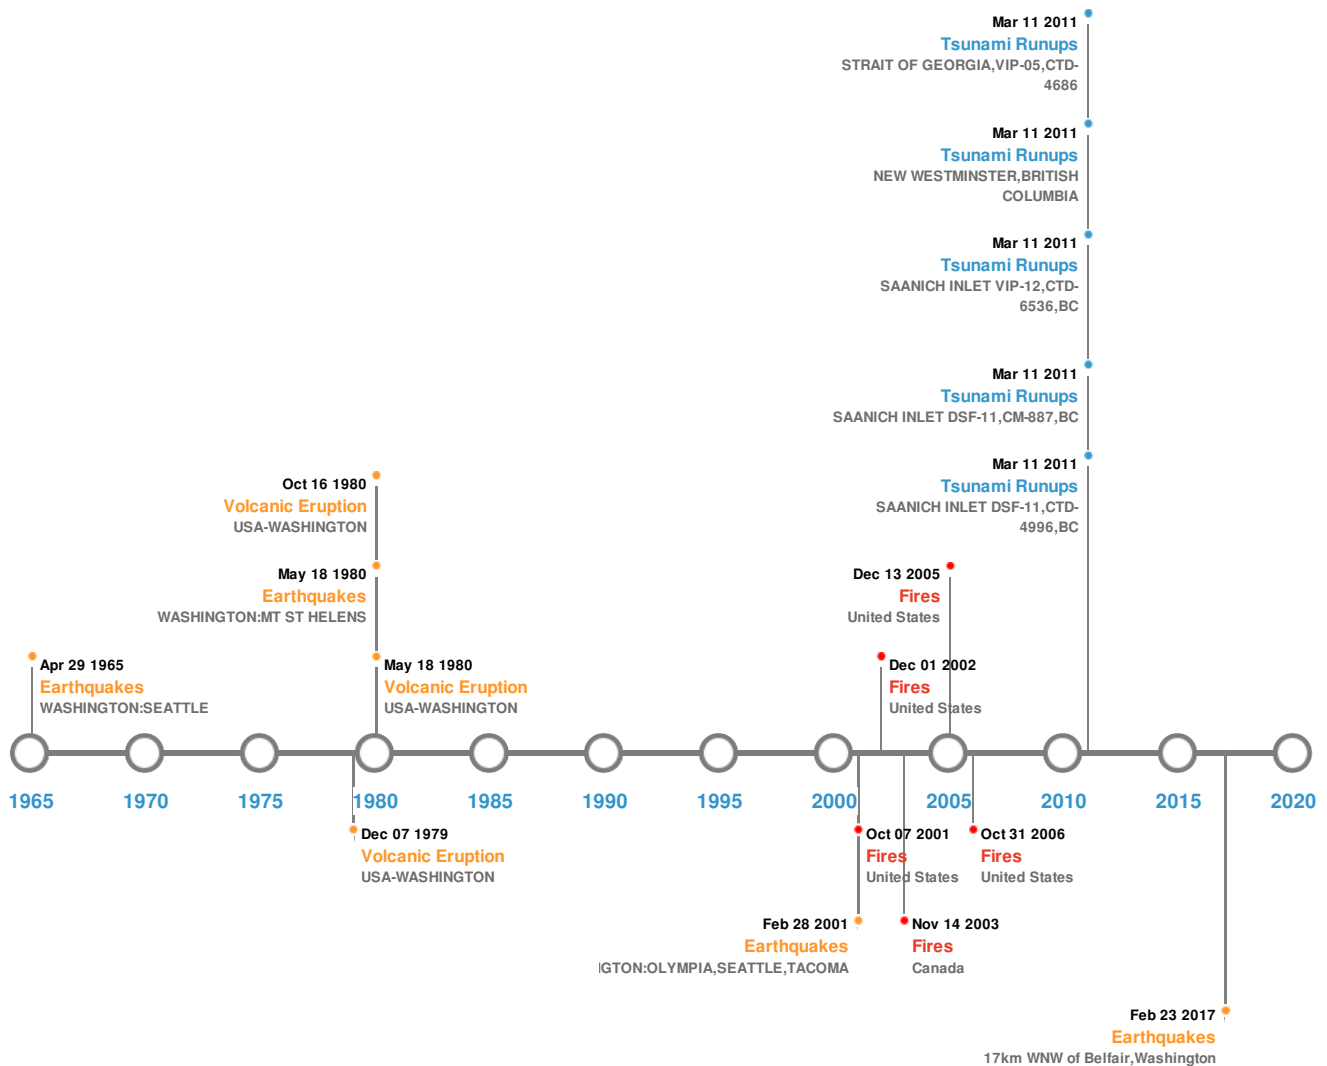 Mar 11 2011
Tsunami Runups
STRAIT OF GEORGIA,VIP-05,CTD-
4686
Mar 11 2011
Tsunami Runups
NEW WESTMINSTER,BRITISH
COLUMBIA
Mar 11 2011
Tsunami Runups
SAANICH INLET VIP-12,CTD-
6536,BC
Mar 11 2011
Tsunami Runups
SAANICH INLET DSF-11,CM-887,BC
Mar 11 2011
Tsunami Runups
SAANICH INLET DSF-11,CTD-
4996,BC
Oct 16 1980
Volcanic Eruption
USA-WASHINGTON
May 18 1980
Earthquakes
WASHINGTON:MT ST HELENS
Dec 13 2005
Fires
United States
Apr 29 1965
Earthquakes
WASHINGTON:SEATTLE
May 18 1980
Volcanic Eruption
USA-WASHINGTON
Dec 01 2002
Fires
United States
1965 1970 1975 1980 1985 1990 1995 2000 2005 2010 2015 2020
Dec 07 1979
Volcanic Eruption
USA-WASHINGTON
Oct 07 2001
Fires
United States
Oct 31 2006
Fires
United States
Feb 28 2001
Earthquakes
GTON:OLYMPIA,SEATTLE,TACOMA
Nov 14 2003
Fires
Canada
Feb 23 2017
Earthquakes
17km WNW of Belfair,Washington